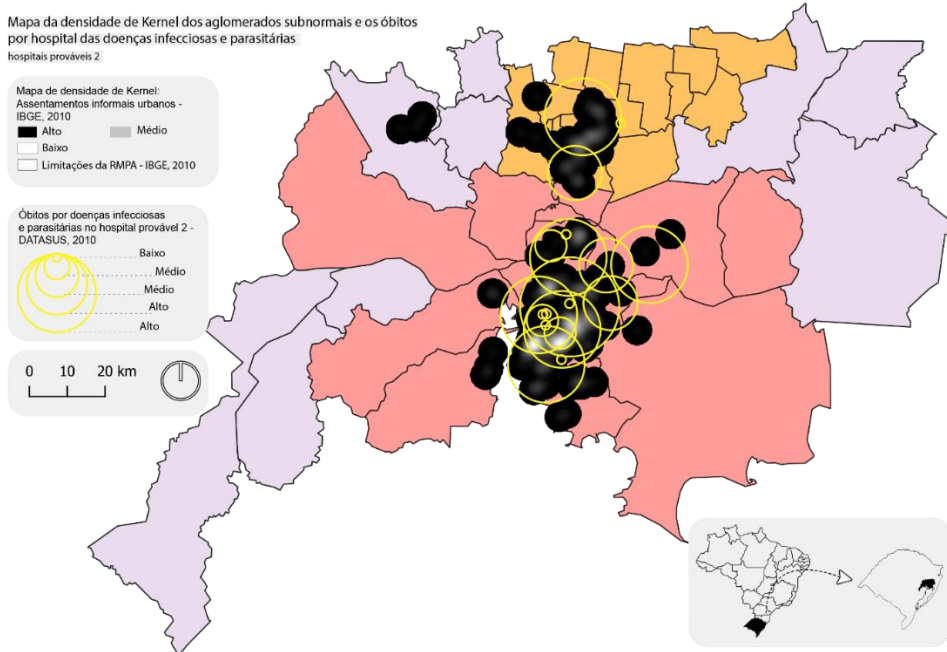 Mapa da densidade de Kernel dos aglomerados subnormais e os óbitos
por hospital das doenças infecciosas e parasitárias
hospitais prováveis 2
Mapa de densidade de Kernel:
Assentamentos informais urbanos -
IBGE, 2010
Alto Médio
Baixo
Limitações da RMPA - IBGE, 2010
Óbitos por doenças infecciosas
e parasitárias no hospital provável 2 -
DATASUS, 2010
Baixo
Médio
Médio
Alto
Alto
0 10 20 km